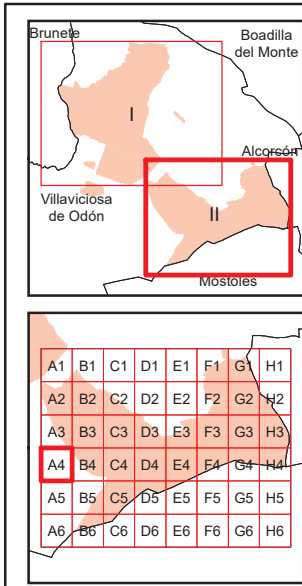 Brunete
Boadilla
del Monte
I
Alcorcón
Villaviciosa
de Odón
II
Móstoles
A1 B1 C1 D1 E1 F1 G1 H1
A2 B2 C2 D2 E2 F2 G2 H2
A3 B3 C3 D3 E3 F3 G3 H3
A4 B4 C4 D4 E4 F4 G4 H4
A5 B5 C5 D5 E5 F5 G5 H5
A6 B6 C6 D6 E6 F6 G6 H6